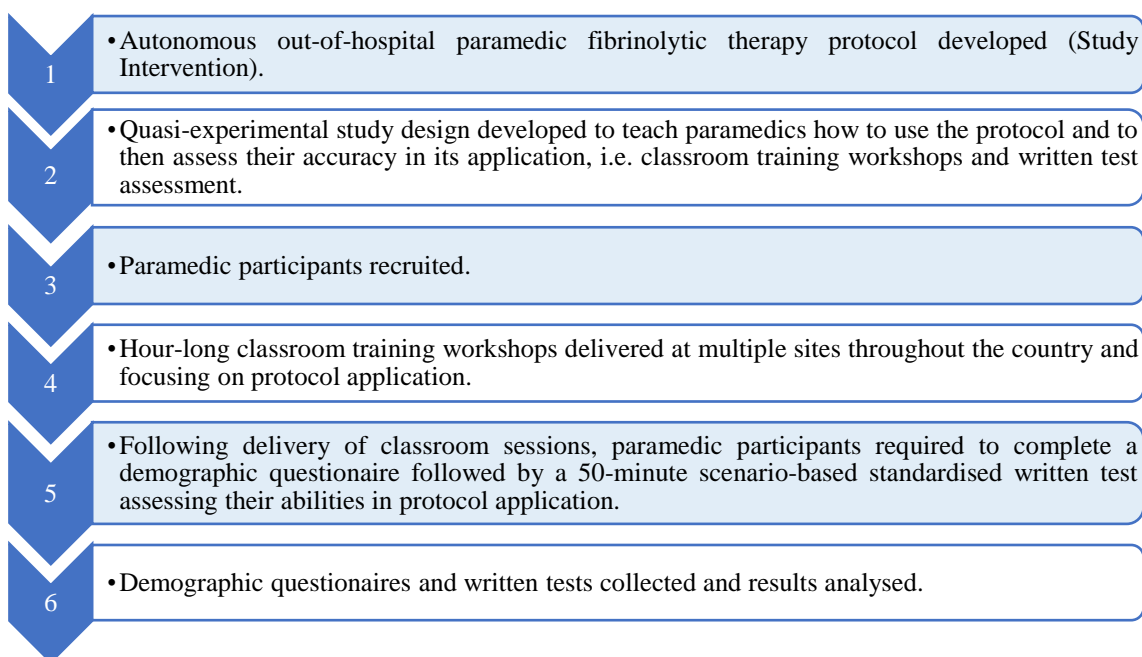 1
•Autonomous out-of-hospital paramedic fibrinolytic therapy protocol developed (Study
Intervention).
2
•Quasi-experimental study design developed to teach paramedics how to use the protocol and to
then assess their accuracy in its application, i.e. classroom training workshops and written test
assessment.
3
•Paramedic participants recruited.
4
•Hour-long classroom training workshops delivered at multiple sites throughout the country and
focusing on protocol application.
5
•Following delivery of classroom sessions, paramedic participants required to complete a
demographic questionaire followed by a 50-minute scenario-based standardised written test
assessing their abilities in protocol application.
6
•Demographic questionaires and written tests collected and results analysed.